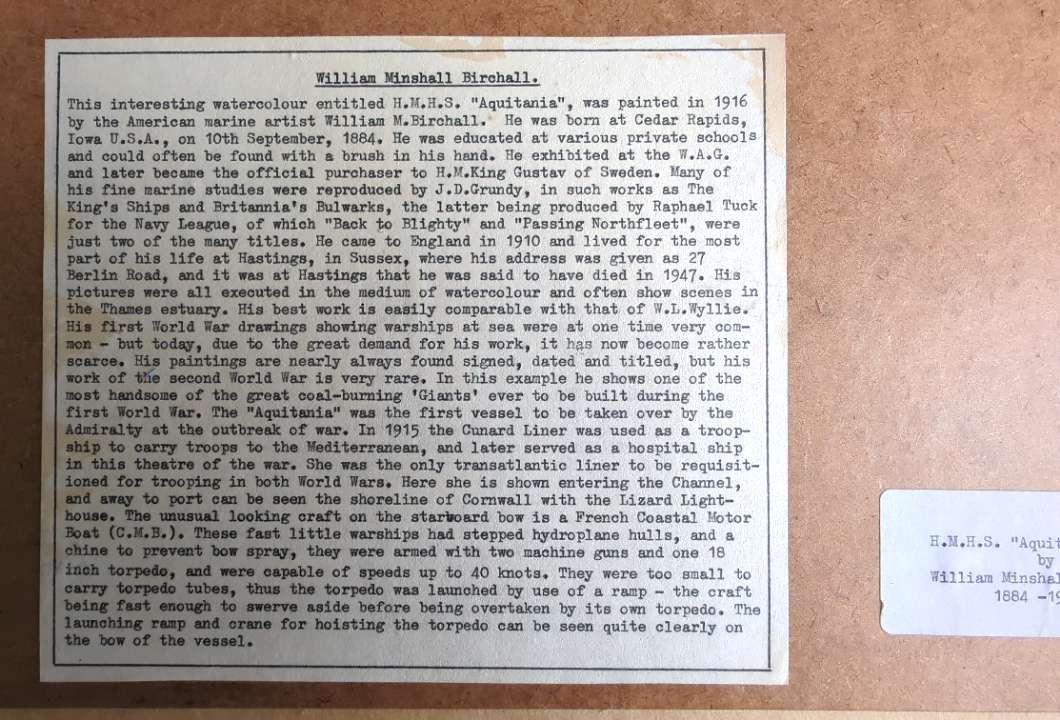 William Minshall Birchall.
This interesting watercolour entitled H.M.H.S. "Aquitania", was painted in 1916
by the American marine artist William M.Birchall. He was born at Cedar Rapids,
Iowa U.S.A., on 10th September, 1884. He was educated at various private schools
and could often be found with a brush in his hand. He exhibited at the W.A.G.
and later became the official purchaser to H.M.King Gustav of Sweden. Many of
his fine marine studies were reproduced by J.D.Grundy, in such works as The
King's Ships and Britannia's Bulwarks, the latter being produced by Raphael Tuck
for the Navy League, of which "Back to Blighty" and "Passing Northfleet", were
just two of the many titles. He came to England in 1910 and lived for the most
part of his life at Hastings, in Sussex, where his address was given as 27
Berlin Road, and it was at Hastings that he was said to have died in 1947. His
pictures were all executed in the medium of watercolour and often show scenes in
the Thames estuary. His best work is easily comparable with that of W.L.Wyllie.
His first World War drawings showing warships at sea were at one time very com-
mon - but today, due to the great demand for his work, it has now become rather
scarce. His paintings are nearly always found signed, dated and titled, but his
work of the second World War is very rare. In this example he shows one of the
most handsome of the great coal-burning 'Giants' ever to be built during the
first World War. The "Aquitania" was the first vessel to be taken over by the
Admiralty at the outbreak of war. In 1915 the Cunard Liner was used as a troop-
ship to carry troops to the Mediterranean, and later served as a hospital ship
in this theatre of the war. She was the only transatlantic liner to be requisit-
ioned for trooping in both World Wars. Here she is shown entering the Channel,
and away to port can be seen the shoreline of Cornwall with the Lizard Light-
house. The unusual looking craft on the starboard bow is a French Coastal Motor
Boat (C.M.B.). These fast little warships had stepped hydroplane hulls, and a
chine to prevent bow spray, they were armed with two machine guns and one 18
inch torpedo, and were capable of speeds up to 40 knots. They were too small to
carry torpedo tubes, thus the torpedo was launched by use of a ramp - the craft
being fast enough to swerve aside before being overtaken by its own torpedo. The
launching ramp and crane for hoisting the torpedo can be seen quite clearly on
the bow of the vessel.
H.M.H.S. "Aquit
by
William Minshal
1884 -19